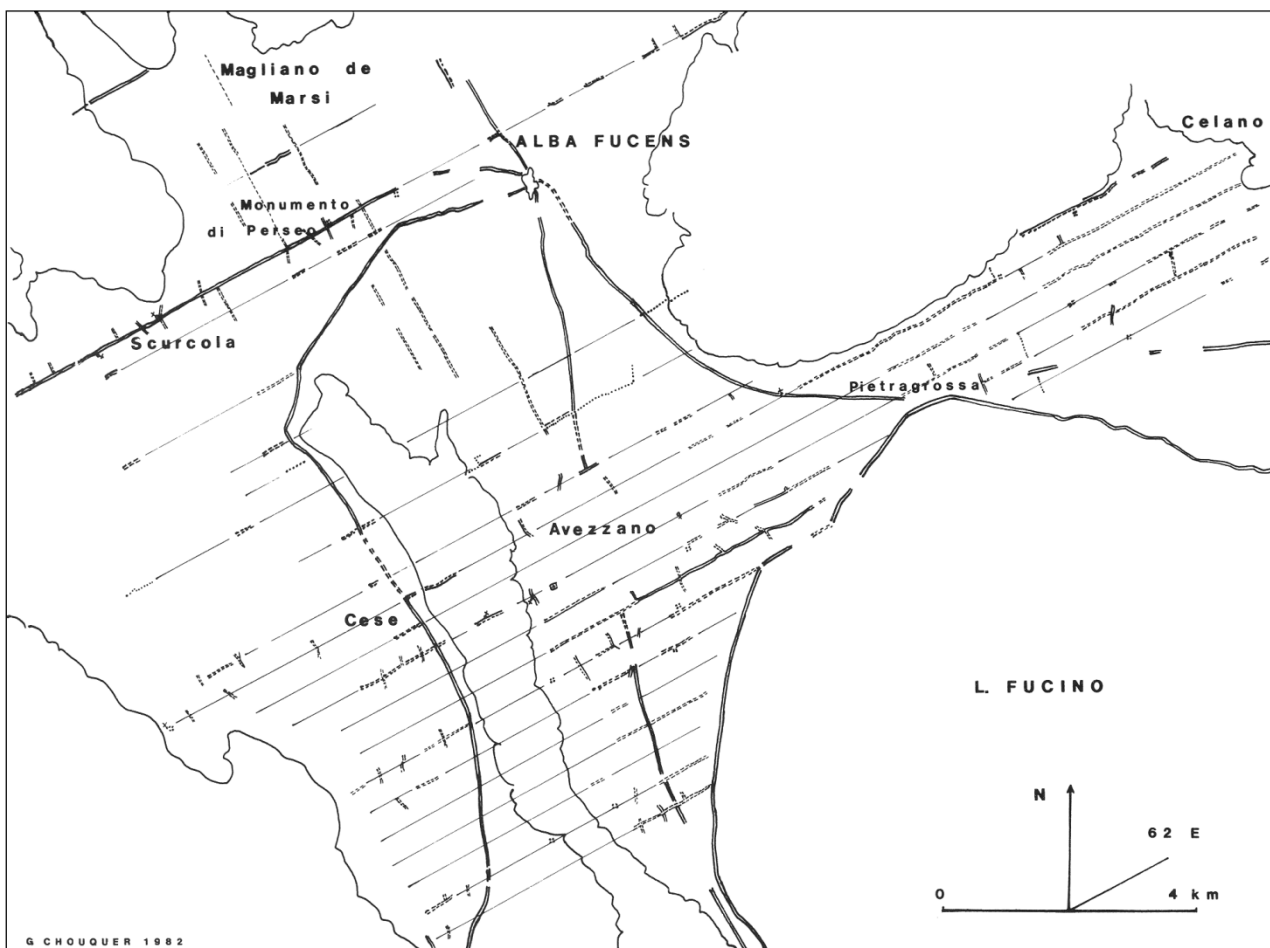 Magliano de
Marsi
Celano
ALBA FUCENS
Monumento
di Perseo
Scurcola
Pietragrossa
Avezzano
Cese
L. FUCINO
N
62 E
0 4 km
G CHOUQUER 1982